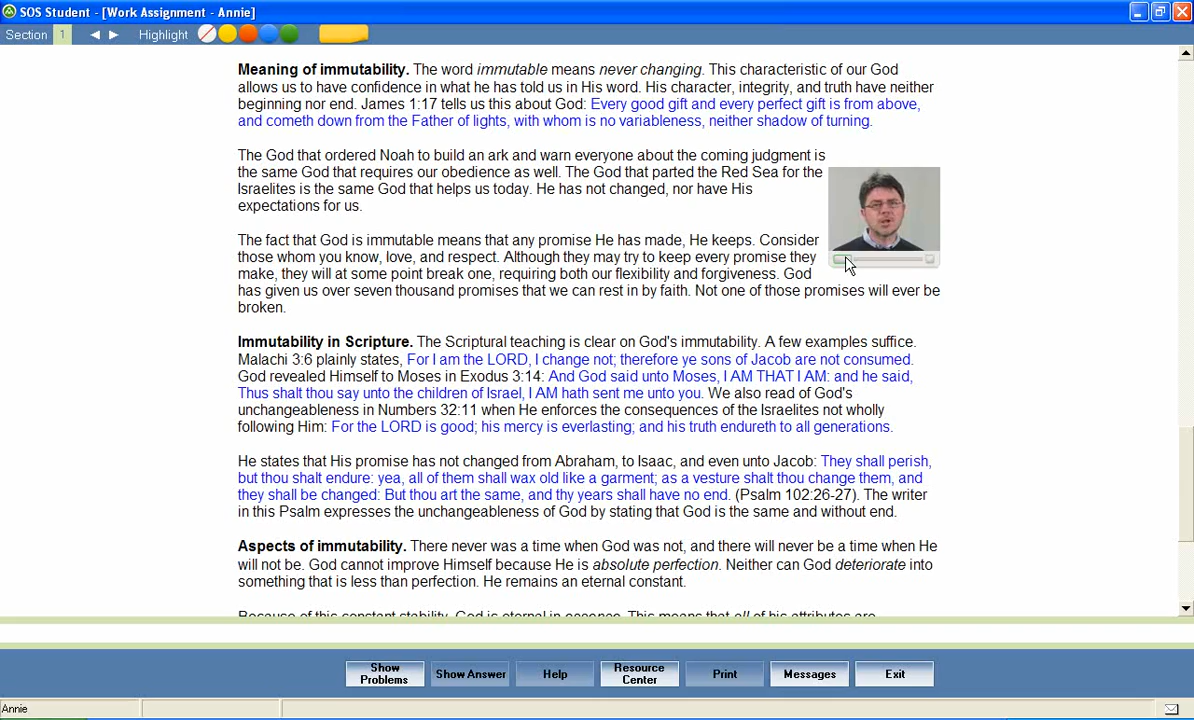 SOS Student - [Work Assignment - Annie]
Section 1 Highlight
Meaning of immutability. The word immutable means never changing. This characteristic of our God
allows us to have confidence in what he has told us in His word. His character, integrity, and truth have neither
beginning nor end. James 1:17 tells us this about God: Every good gift and every perfect gift is from above,
and cometh down from the Father of lights, with whom is no variableness, neither shadow of turning.
The God that ordered Noah to build an ark and warn everyone about the coming judgment is
the same God that requires our obedience as well. The God that parted the Red Sea for the
Israelites is the same God that helps us today. He has not changed, nor have His
expectations for us.
The fact that God is immutable means that any promise He has made, He keeps. Consider
those whom you know, love, and respect. Although they may try to keep every promise they
make, they will at some point break one, requiring both our flexibility and forgiveness. God
has given us over seven thousand promises that we can rest in by faith. Not one of those promises will ever be
broken.
Immutability in Scripture. The Scriptural teaching is clear on God's immutability. A few examples suffice.
Malachi 3:6 plainly states, For I am the LORD, I change not; therefore ye sons of Jacob are not consumed.
God revealed Himself to Moses in Exodus 3:14: And God said unto Moses, I AM THAT I AM: and he said,
Thus shalt thou say unto the children of Israel, I AM hath sent me unto you. We also read of God's
unchangeableness in Numbers 32:11 when He enforces the consequences of the Israelites not wholly
following Him: For the LORD is good; his mercy is everlasting; and his truth endureth to all generations.
He states that His promise has not changed from Abraham, to Isaac, and even unto Jacob: They shall perish,
but thou shalt endure: yea, all of them shall wax old like a garment; as a vesture shalt thou change them, and
they shall be changed: But thou art the same, and thy years shall have no end. (Psalm 102:26-27). The writer
in this Psalm expresses the unchangeableness of God by stating that God is the same and without end.
Aspects of immutability. There never was a time when God was not, and there will never be a time when He
will not be. God cannot improve Himself because He is absolute perfection. Neither can God deteriorate into
something that is less than perfection. He remains an eternal constant.
Because of this constant stability, God is eternal in essence. This means that all of his attributes are
Show Problems Show Answer Help Resource Center Print Messages Exit
Annie